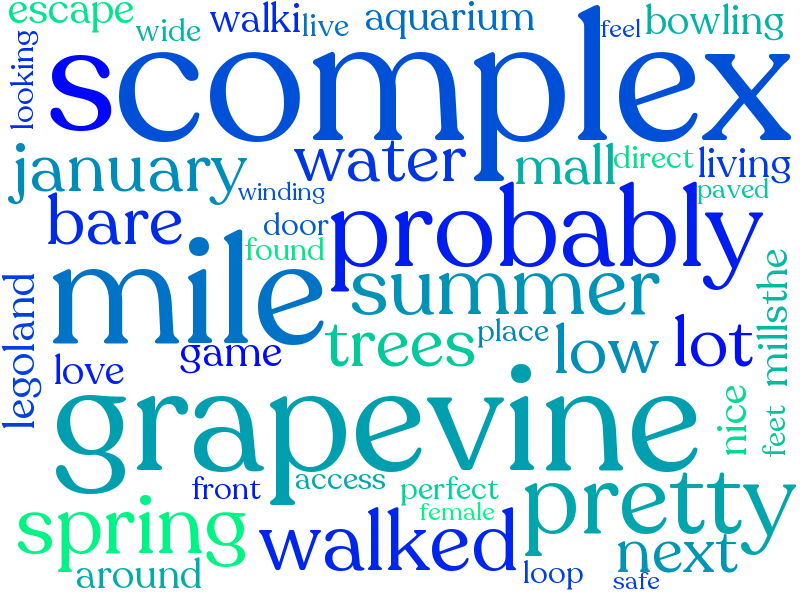 escape
wide
walki
live
aquarium
feel
bowling
looking
s
complex
january
water
mall
direct
living
winding
paved
bare
door
probably
found
mile
summer
legoland
millsthe
trees
place
game
low
lot
love
grapevine
nice
feet
front
access
perfect
pretty
female
spring
walked
next
around
loop
safe